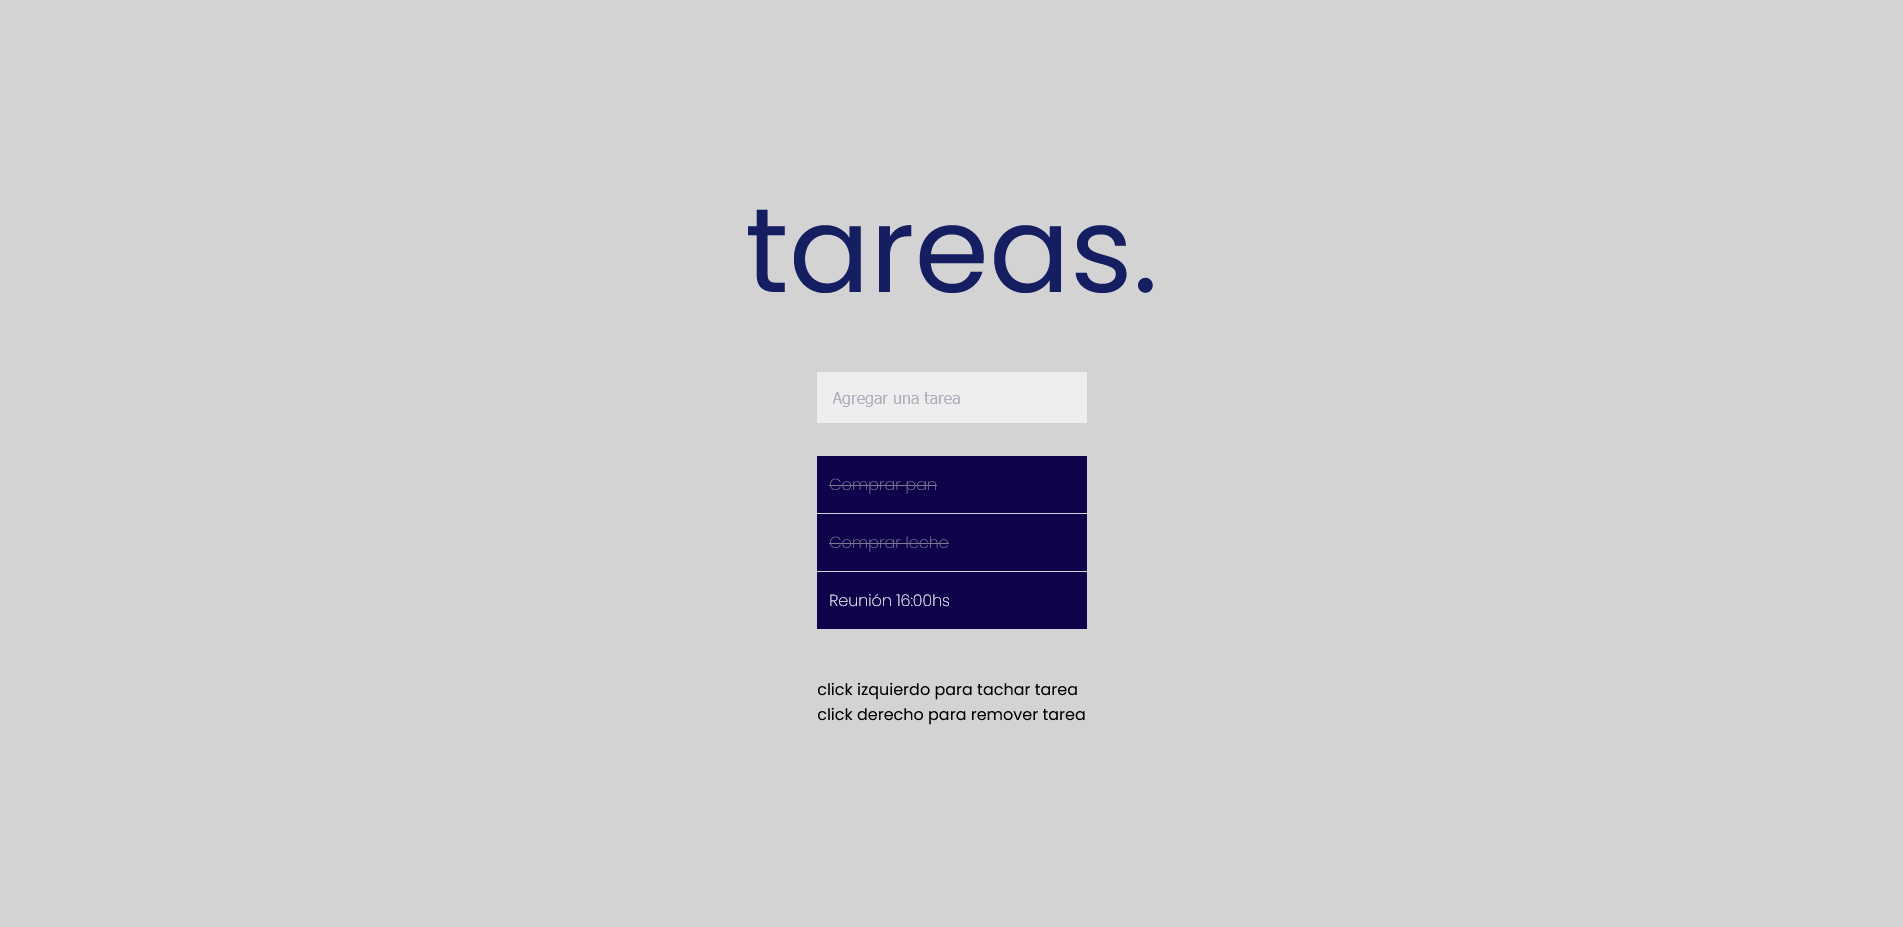 tareas.
Agregar una tarea
Comprar pan
Comprar leche
Reunión 16:00hs
click izquierdo para tachar tarea
click derecho para remover tarea